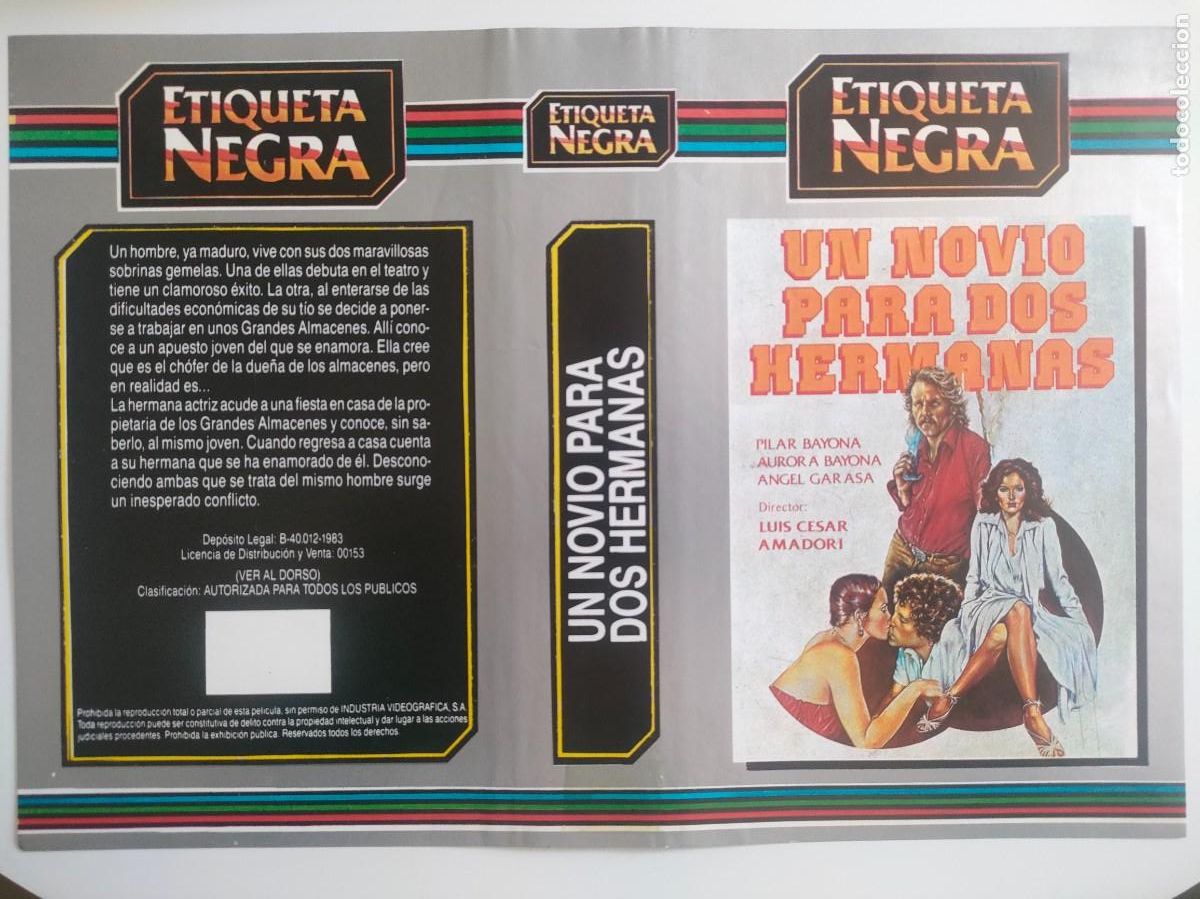 ETIQUETA
NEGRA
Un hombre, ya maduro, vive con sus dos maravillosas
sobrinas gemelas. Una de ellas debuta en el teatro y
tiene un clamoroso éxito. La otra, al enterarse de las
dificultades económicas de su tío se decide a poner-
se a trabajar en unos Grandes Almacenes. Allí cono-
ce a un apuesto joven del que se enamora. Ella cree
que es el chófer de la dueña de los almacenes, pero
en realidad es...
La hermana actriz acude a una fiesta en casa de la pro-
pietaria de los Grandes Almacenes y conoce, sin sa-
berlo, al mismo joven. Cuando regresa a casa cuenta
a su hermana que se ha enamorado de él. Descono-
ciendo ambas que se trata del mismo hombre surge
un inesperado conflicto.
Depósito Legal: B-40.012-1983
Licencia de Distribución y Venta: 00153
(VER AL DORSO)
Clasificación: AUTORIZADA PARA TODOS LOS PUBLICOS
Prohibida la reproducción total o parcial de esta película, sin permiso de INDUSTRIA VIDEOGRAFICA, S.A.
Toda reproducción puede ser constitutiva de delito contra la propiedad intelectual y dar lugar a las acciones
judiciales procedentes. Prohibida la exhibición pública. Reservados todos los derechos.
ETIQUETA
NEGRA
UN NOVIO PARA
DOS HERMANAS
ETIQUETA
NEGRA
UN NOVIO
PARA DOS
HERMANAS
PILAR BAYONA
AURORA BAYONA
ANGEL GARASA
Director:
LUIS CESAR
AMADORI
todocoleccion